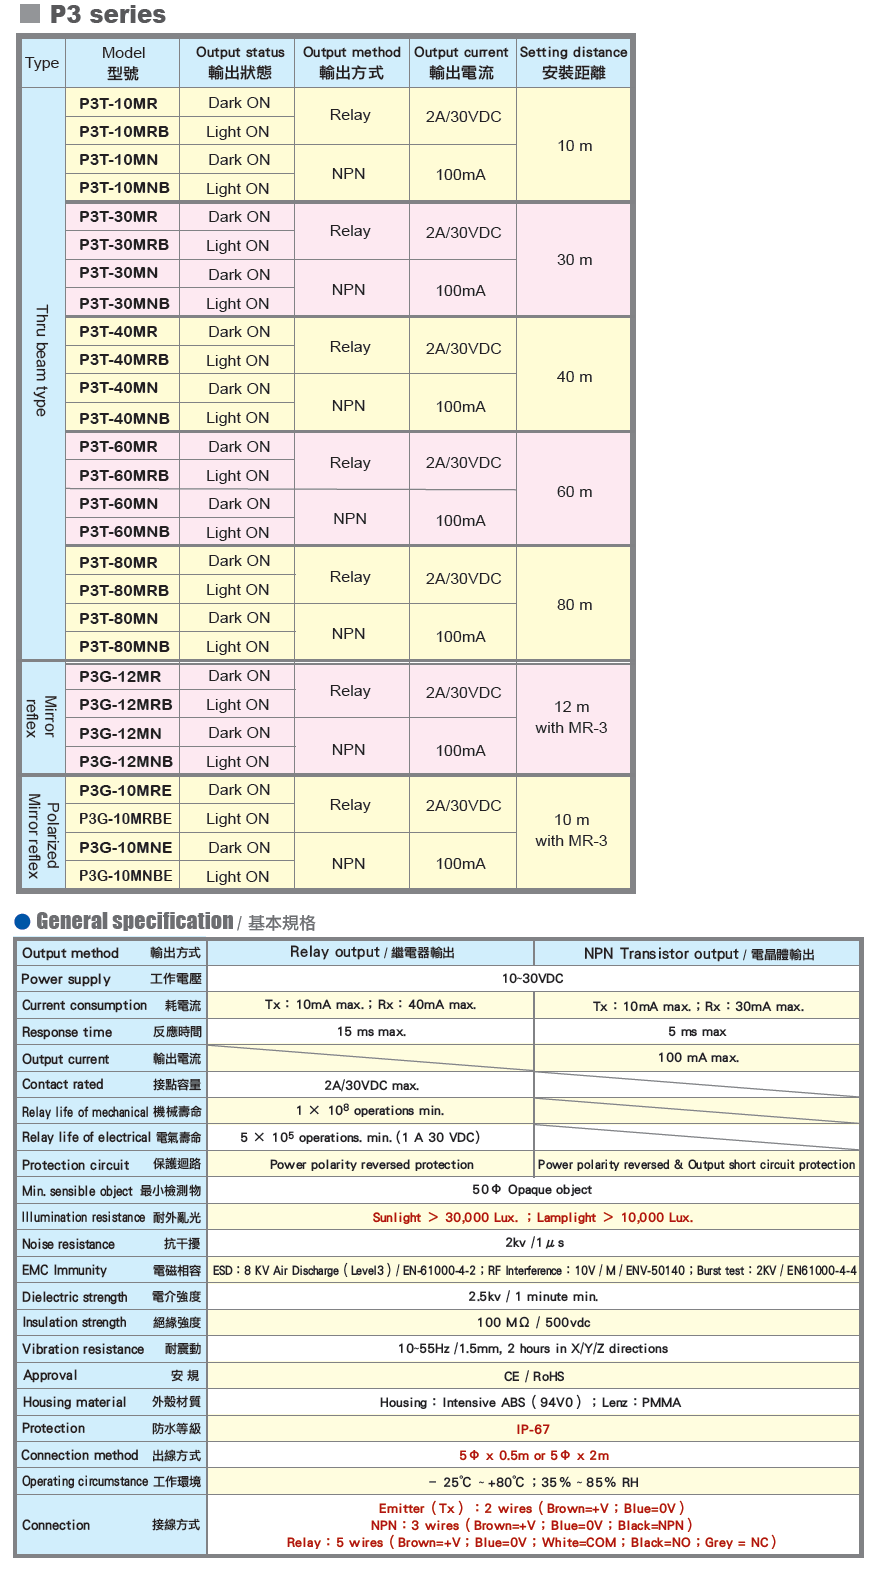 P3 series
Type Model Output status Output method Output current Setting distance
型號 輸出狀態 輸出方式 輸出電流 安裝距離
Thru beam type
P3T-10MR Dark ON Relay 2A/30VDC 10 m
P3T-10MRB Light ON
P3T-10MN Dark ON NPN 100mA
P3T-10MNB Light ON
P3T-30MR Dark ON Relay 2A/30VDC 30 m
P3T-30MRB Light ON
P3T-30MN Dark ON NPN 100mA
P3T-30MNB Light ON
P3T-40MR Dark ON Relay 2A/30VDC 40 m
P3T-40MRB Light ON
P3T-40MN Dark ON NPN 100mA
P3T-40MNB Light ON
P3T-60MR Dark ON Relay 2A/30VDC 60 m
P3T-60MRB Light ON
P3T-60MN Dark ON NPN 100mA
P3T-60MNB Light ON
P3T-80MR Dark ON Relay 2A/30VDC 80 m
P3T-80MRB Light ON
P3T-80MN Dark ON NPN 100mA
P3T-80MNB Light ON
Mirror
reflex
P3G-12MR Dark ON Relay 2A/30VDC 12 m
P3G-12MRB Light ON with MR-3
P3G-12MN Dark ON NPN 100mA
P3G-12MNB Light ON
Polarized
Mirror reflex
P3G-10MRE Dark ON Relay 2A/30VDC 10 m
P3G-10MRBE Light ON with MR-3
P3G-10MNE Dark ON NPN 100mA
P3G-10MNBE Light ON
General specification / 基本規格
Output method 輸出方式 Relay output / 繼電器輸出 NPN Transistor output / 電晶體輸出
Power supply 工作電壓 10~30VDC
Current consumption 耗電流 Tx：10mA max.；Rx：40mA max. Tx：10mA max.；Rx：30mA max.
Response time 反應時間 15 ms max. 5 ms max
Output current 輸出電流 100 mA max.
Contact rated 接點容量 2A/30VDC max.
Relay life of mechanical 機械壽命 1 × 10⁸ operations min.
Relay life of electrical 電氣壽命 5 × 10⁵ operations. min. (1 A 30 VDC)
Protection circuit 保護迴路 Power polarity reversed protection Power polarity reversed & Output short circuit protection
Min. sensible object 最小檢測物 50Φ Opaque object
Illumination resistance 耐外亂光 Sunlight ＞ 30,000 Lux. ；Lamplight ＞ 10,000 Lux.
Noise resistance 抗干擾 2kv /1 μ s
EMC Immunity 電磁相容 ESD：8 KV Air Discharge ( Level3 ) / EN-61000-4-2；RF Interference：10V / M / ENV-50140；Burst test：2KV / EN61000-4-4
Dielectric strength 電介強度 2.5kv / 1 minute min.
Insulation strength 絕緣強度 100 MΩ / 500vdc
Vibration resistance 耐震動 10~55Hz /1.5mm, 2 hours in X/Y/Z directions
Approval 安 規 CE / RoHS
Housing material 外殼材質 Housing：Intensive ABS ( 94V0 ) ；Lenz：PMMA
Protection 防水等級 IP-67
Connection method 出線方式 5Φ x 0.5m or 5Φ x 2m
Operating circumstance 工作環境 － 25℃ ~ +80℃ ；35% ~ 85% RH
Connection 接線方式
Emitter ( Tx ) ：2 wires ( Brown=+V；Blue=0V )
NPN：3 wires ( Brown=+V；Blue=0V；Black=NPN )
Relay：5 wires ( Brown=+V；Blue=0V；White=COM；Black=NO；Grey = NC )